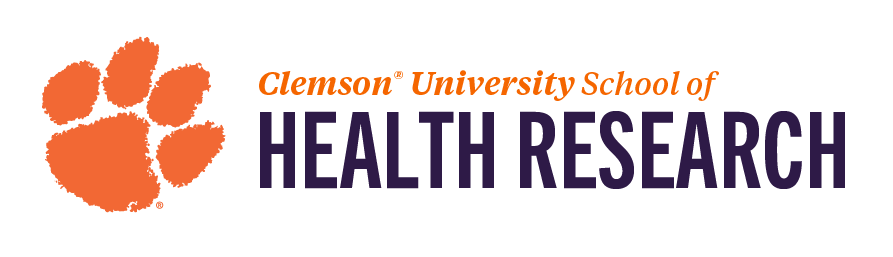 Clemson® University School of
HEALTH RESEARCH
®